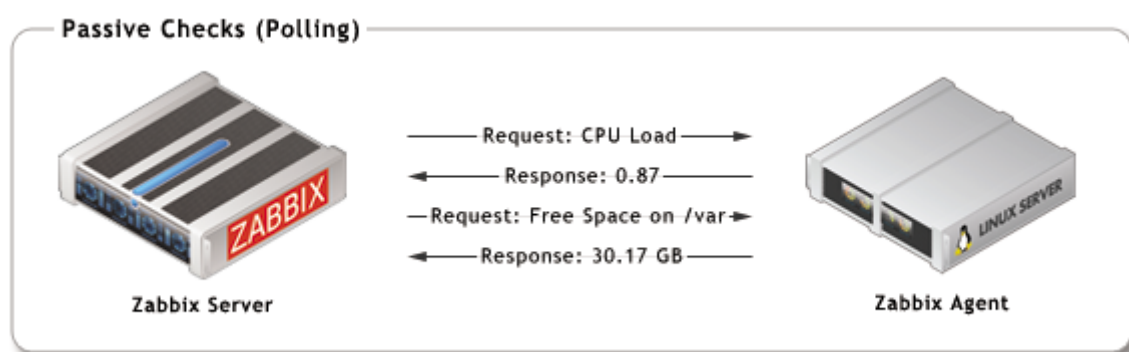 Passive Checks (Polling)
Request: CPU Load
Response: 0.87
Request: Free Space on /var
Response: 30.17 GB
ZABBIX
LINUX SERVER
Zabbix Server
Zabbix Agent